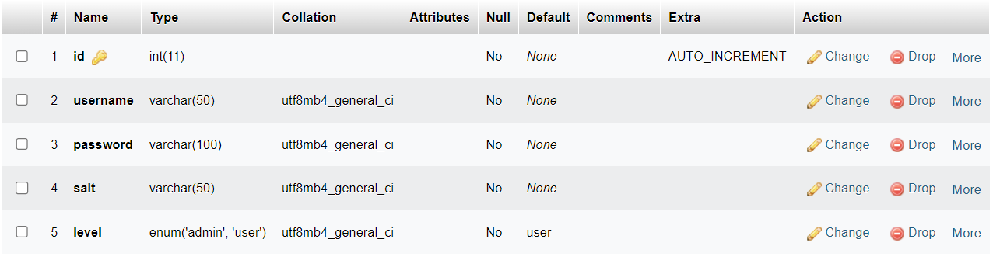 # Name Type Collation Attributes Null Default Comments Extra Action
1 id int(11) No None AUTO_INCREMENT Change Drop More
2 username varchar(50) utf8mb4_general_ci No None Change Drop More
3 password varchar(100) utf8mb4_general_ci No None Change Drop More
4 salt varchar(50) utf8mb4_general_ci No None Change Drop More
5 level enum('admin', 'user') utf8mb4_general_ci No user Change Drop More